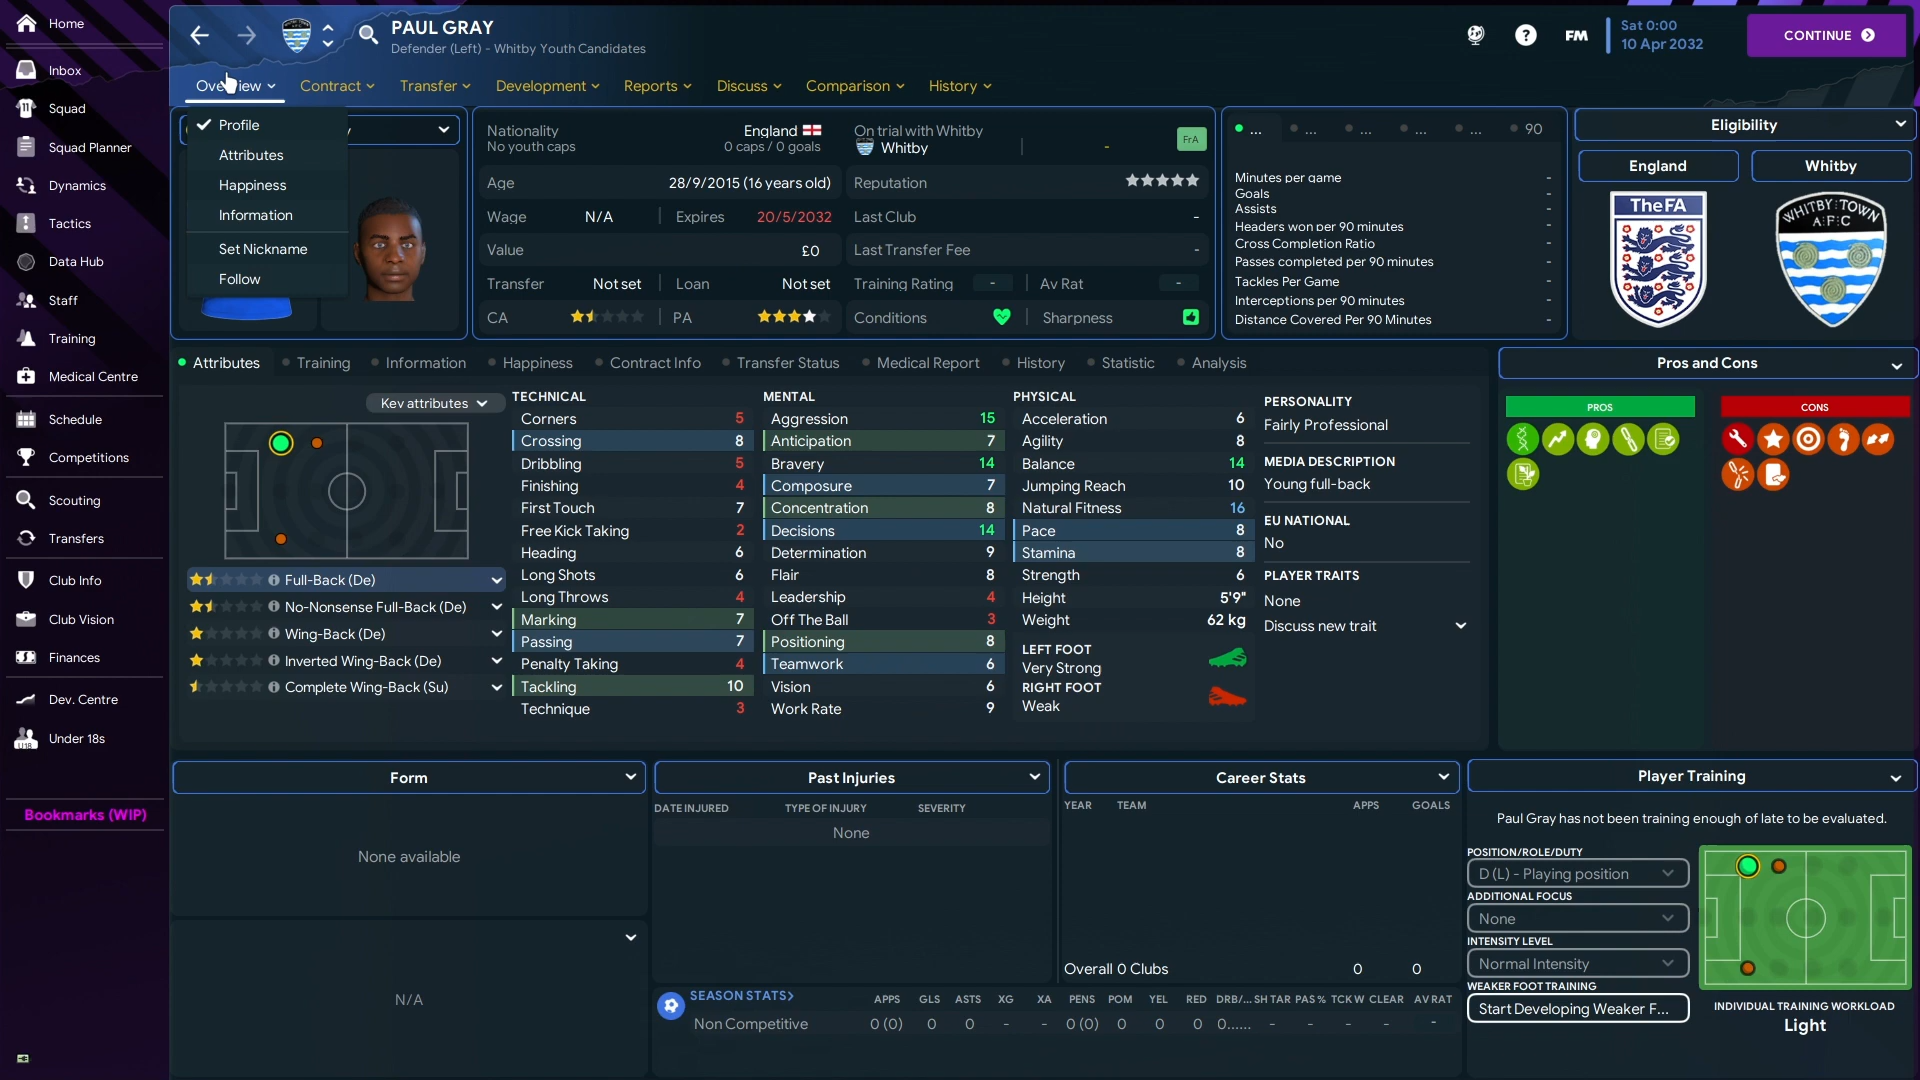 Home
Inbox
Squad
Squad Planner
Dynamics
Tactics
Data Hub
Staff
Training
Medical Centre
Schedule
Competitions
Scouting
Transfers
Club Info
Club Vision
Finances
Dev. Centre
U18
Under 18s
Bookmarks (WIP)
PAUL GRAY
Defender (Left) - Whitby Youth Candidates
?
FM
Sat 0:00
10 Apr 2032
CONTINUE
Overview
Contract
Transfer
Development
Reports
Discuss
Comparison
History
Profile
Attributes
Happiness
Information
Set Nickname
Follow
Nationality England
No youth caps 0 caps / 0 goals
Age 28/9/2015 (16 years old)
Wage N/A Expires 20/5/2032
Value £0
Transfer Not set Loan Not set
CA PA
On trial with Whitby
Whitby - FrA
Reputation
Last Club -
Last Transfer Fee -
Training Rating - Av Rat -
Conditions Sharpness
... ... ... ... ... 90
Minutes per game -
Goals -
Assists -
Headers won per 90 minutes -
Cross Completion Ratio -
Passes completed per 90 minutes -
Tackles Per Game -
Interceptions per 90 minutes -
Distance Covered Per 90 Minutes -
Eligibility
England Whitby
The FA
WHITBY TOWN
A.F.C
Attributes Training Information Happiness Contract Info Transfer Status Medical Report History Statistic Analysis
Key attributes
Full-Back (De)
No-Nonsense Full-Back (De)
Wing-Back (De)
Inverted Wing-Back (De)
Complete Wing-Back (Su)
TECHNICAL
Corners 5
Crossing 8
Dribbling 5
Finishing 4
First Touch 7
Free Kick Taking 2
Heading 6
Long Shots 6
Long Throws 4
Marking 7
Passing 7
Penalty Taking 4
Tackling 10
Technique 3
MENTAL
Aggression 15
Anticipation 7
Bravery 14
Composure 7
Concentration 8
Decisions 14
Determination 9
Flair 8
Leadership 4
Off The Ball 3
Positioning 8
Teamwork 6
Vision 6
Work Rate 9
PHYSICAL
Acceleration 6
Agility 8
Balance 14
Jumping Reach 10
Natural Fitness 16
Pace 8
Stamina 8
Strength 6
Height 5'9"
Weight 62 kg
LEFT FOOT
Very Strong
RIGHT FOOT
Weak
PERSONALITY
Fairly Professional
MEDIA DESCRIPTION
Young full-back
EU NATIONAL
No
PLAYER TRAITS
None
Discuss new trait
Pros and Cons
PROS CONS
Form
None available
N/A
Past Injuries
DATE INJURED TYPE OF INJURY SEVERITY
None
Career Stats
YEAR TEAM APPS GOALS
Overall 0 Clubs 0 0
SEASON STATS> APPS GLS ASTS XG XA PENS POM YEL RED DRB/... SH TAR PAS % TCK W CLEAR AV RAT
Non Competitive 0 (0) 0 0 - - 0 (0) 0 0 0 0...... - - - - -
Player Training
Paul Gray has not been training enough of late to be evaluated.
POSITION/ROLE/DUTY
D (L) - Playing position
ADDITIONAL FOCUS
None
INTENSITY LEVEL
Normal Intensity
WEAKER FOOT TRAINING
Start Developing Weaker F...
INDIVIDUAL TRAINING WORKLOAD
Light